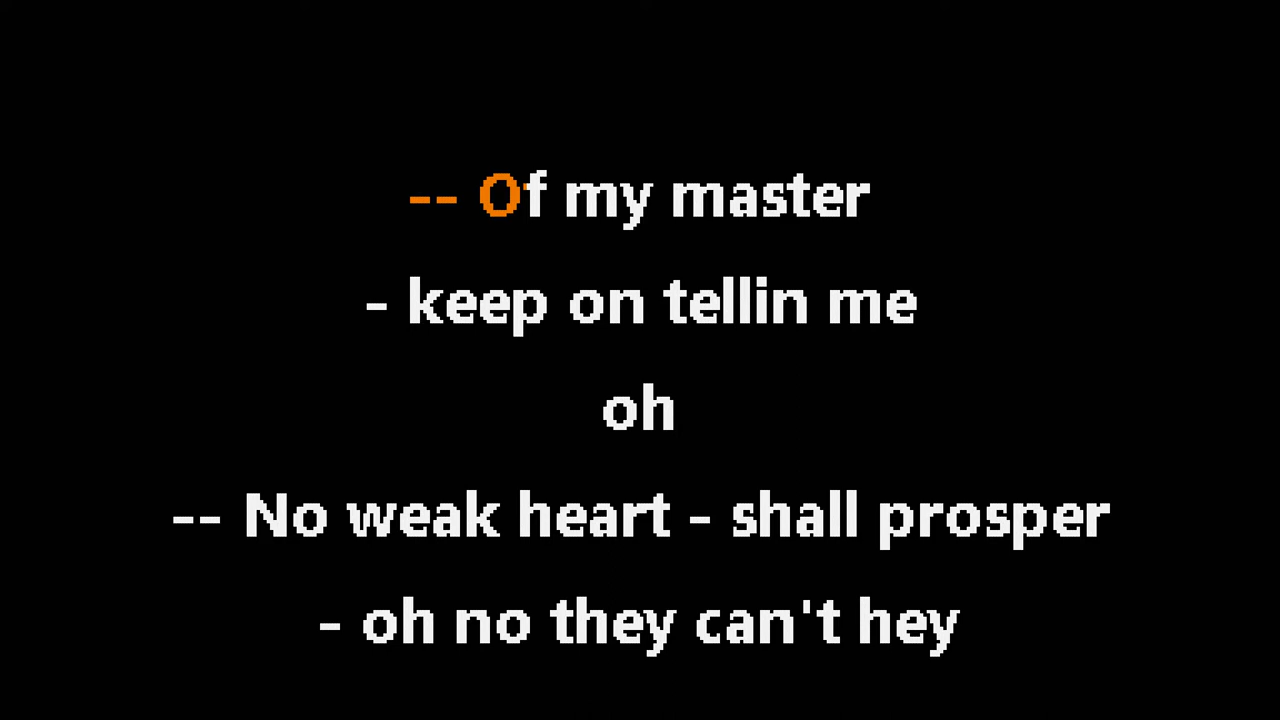 -- Of my master
- keep on tellin me
oh
-- No weak heart - shall prosper
- oh no they can't hey